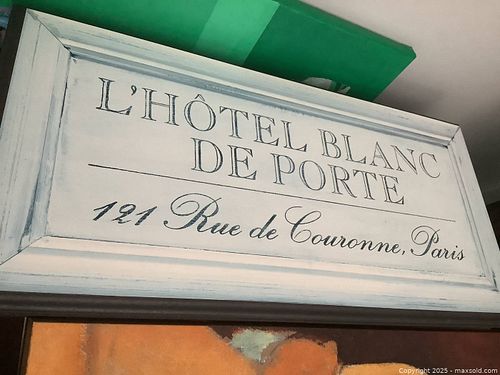 L'HÔTEL BLANC
DE PORTE
121 Rue de Couronne, Paris
Copyright © 2025 - maxsold.com